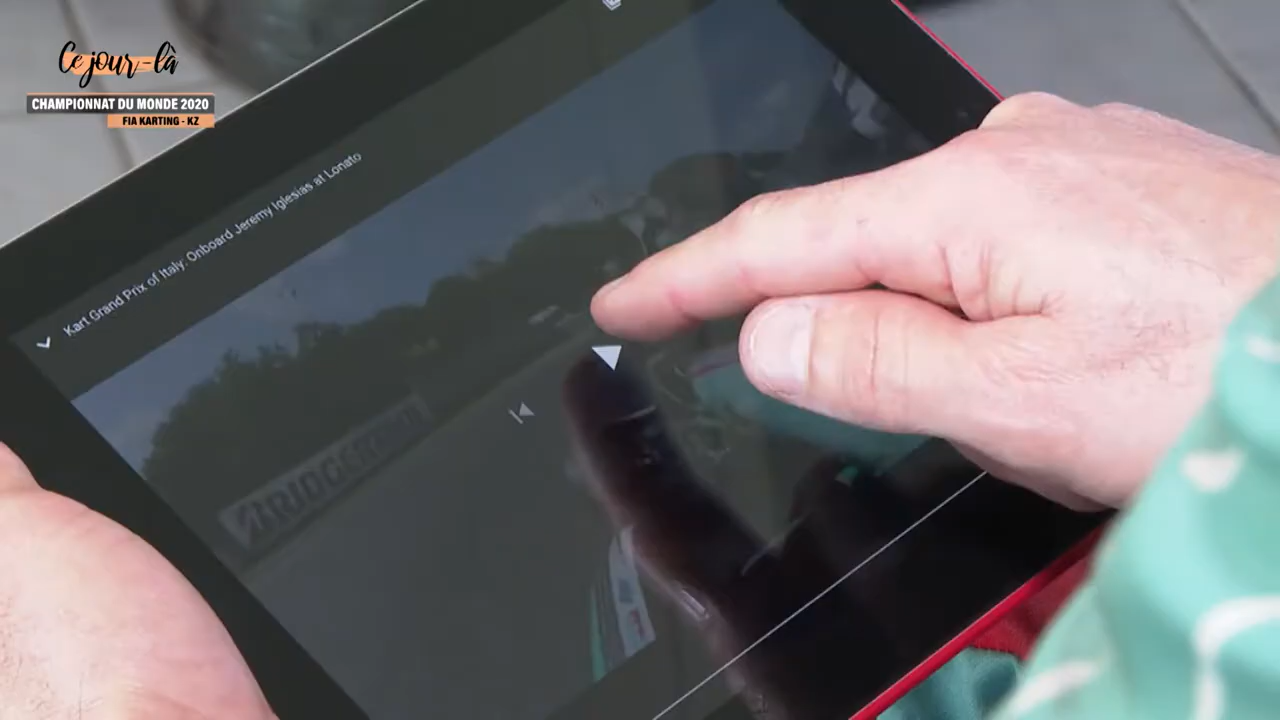 Ce jour-là
CHAMPIONNAT DU MONDE 2020
FIA KARTING - KZ
Kart Grand Prix of Italy: Onboard Jeremy Iglesias at Lonato
BRIDGESTONE